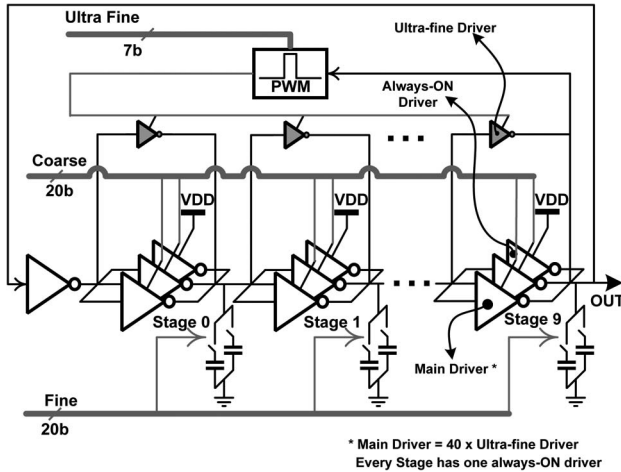 Ultra Fine
7b
PWM
Ultra-fine Driver
Always-ON
Driver
Coarse
20b
VDD
VDD
VDD
OUT
Stage 0
Stage 1
Stage 9
Main Driver *
Fine
20b
* Main Driver = 40 x Ultra-fine Driver
Every Stage has one always-ON driver